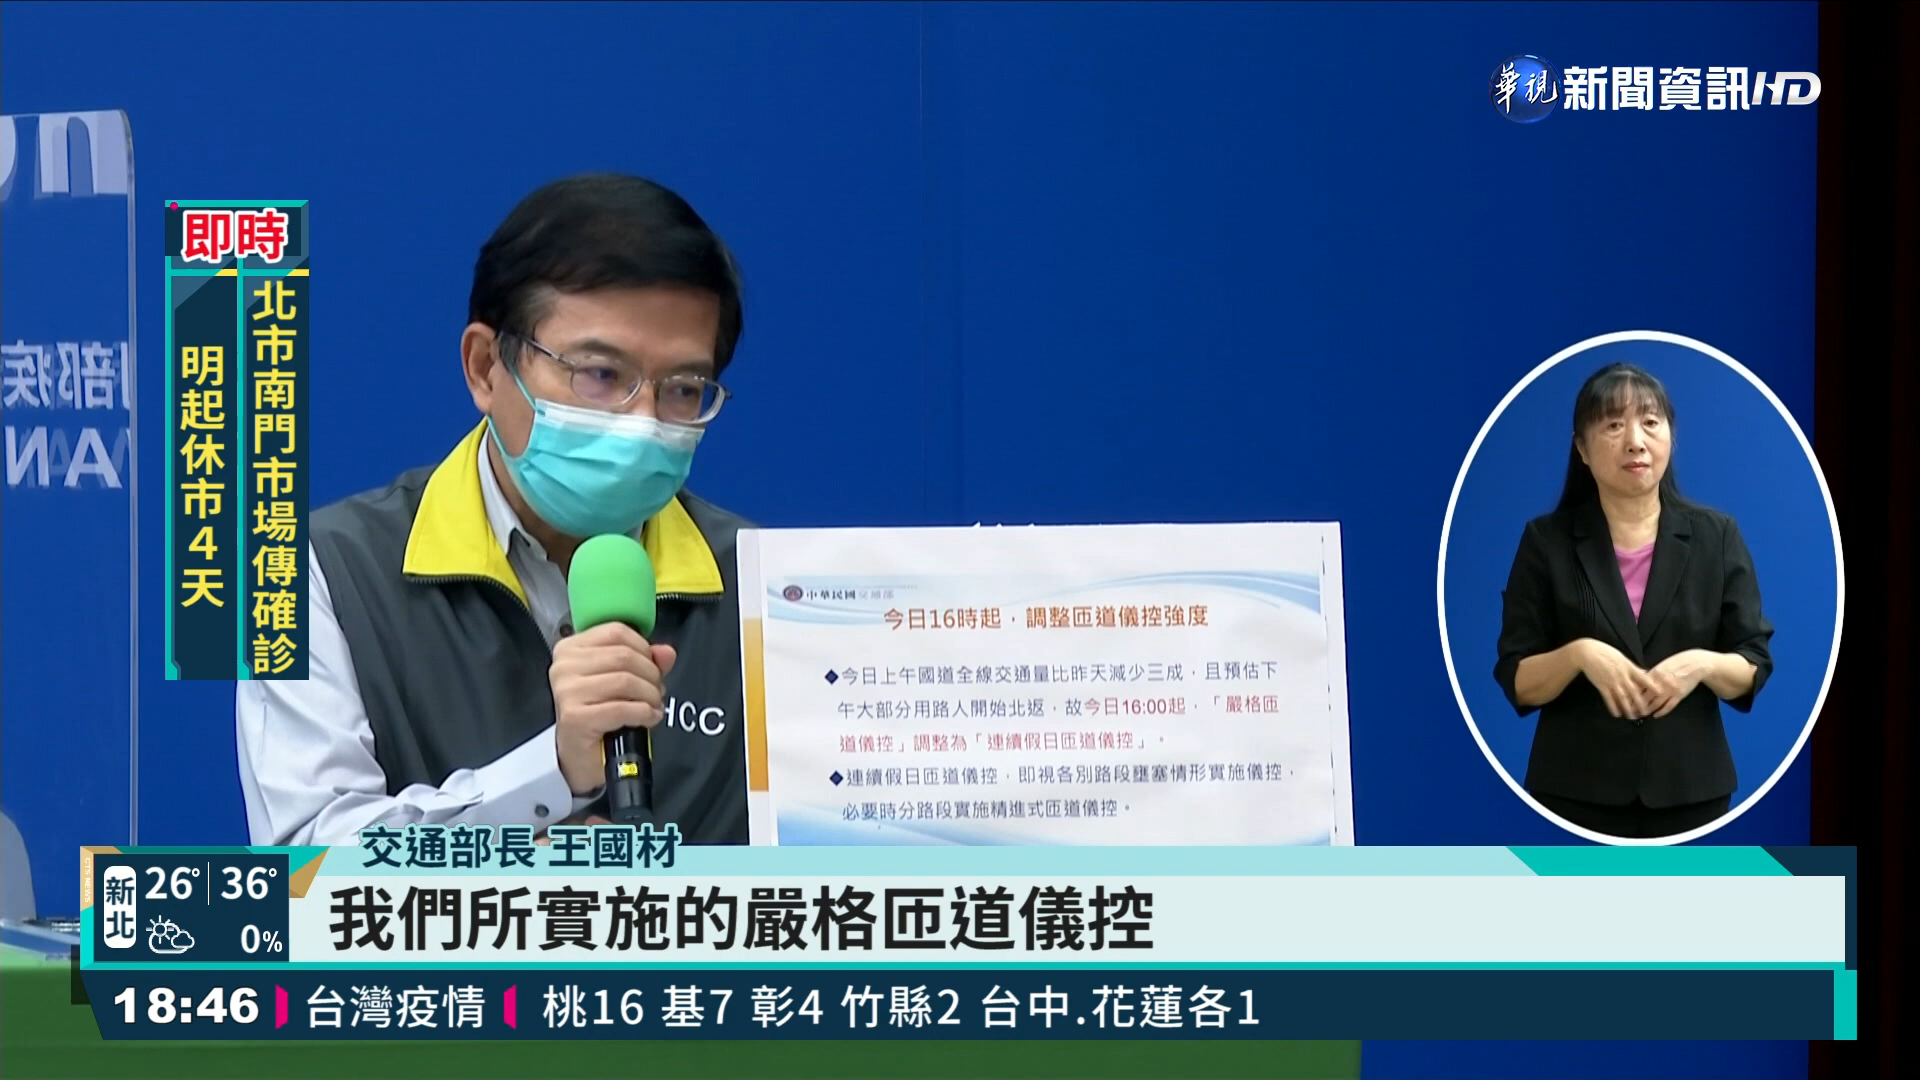 華視新聞資訊HD
即時
北市南門市場傳確診
明起休市4天
部疾
AN
HCC
中華民國交通部
今日16時起，調整匝道儀控強度
◆今日上午國道全線交通量比昨天減少三成，且預估下
午大部分用路人開始北返，故今日16:00起，「嚴格匝
道儀控」調整為「連續假日匝道儀控」。
◆連續假日匝道儀控，即視各別路段壅塞情形實施儀控，
必要時分路段實施精進式匝道儀控。
交通部長 王國材
我們所實施的嚴格匝道儀控
新北
26° 36°
0%
18:46 台灣疫情 桃16 基7 彰4 竹縣2 台中.花蓮各1